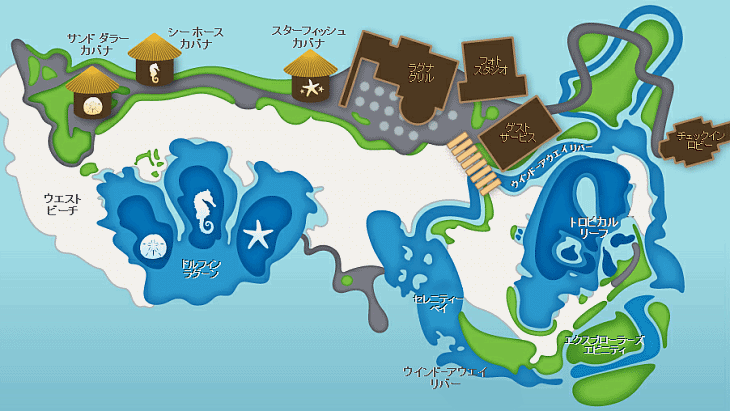 サンド ダラー
カバナ
シー ホース
カバナ
スターフィッシュ
カバナ
ラグナ
グリル
フォト
スタジオ
ゲスト
サービス
チェックイン
ロビー
ウインドーアウェイ リバー
ウエスト
ビーチ
トロピカル
リーフ
ドルフィン
ラグーン
セレニティー
ベイ
エクスプローラーズ
エビニティ
ウインドーアウェイ
リバー